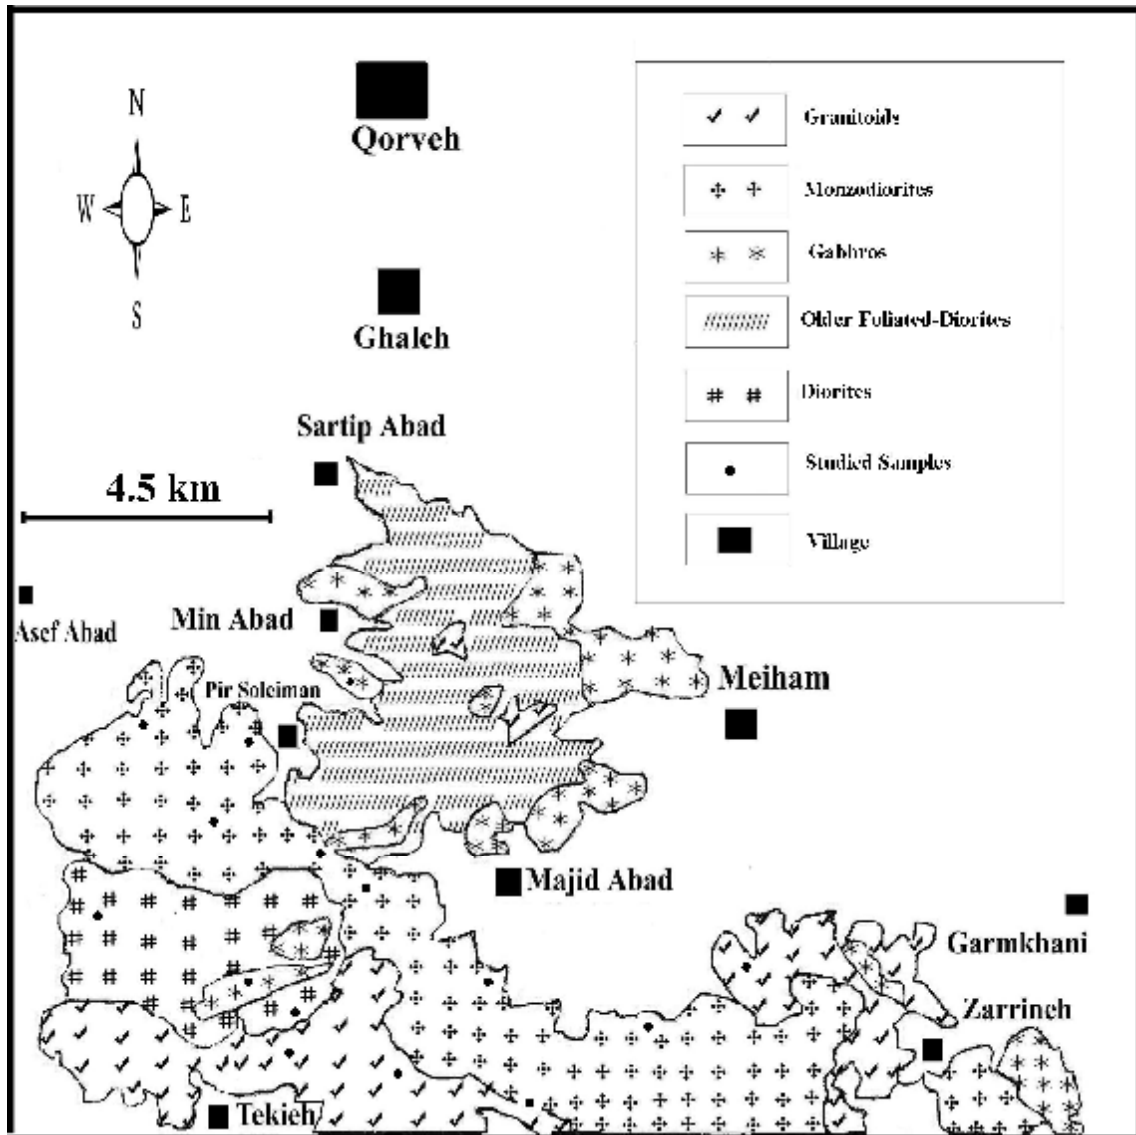 N
W E
S
Qorveh
Ghaleh
Sartip Abad
4.5 km
Asef Abad
Min Abad
Pir Soleiman
Meiham
Majid Abad
Garmkhani
Zarrineh
Tekieh
Granitoids
Monzodiorites
Gabbros
Older Foliated-Diorites
Diorites
Studied Samples
Village